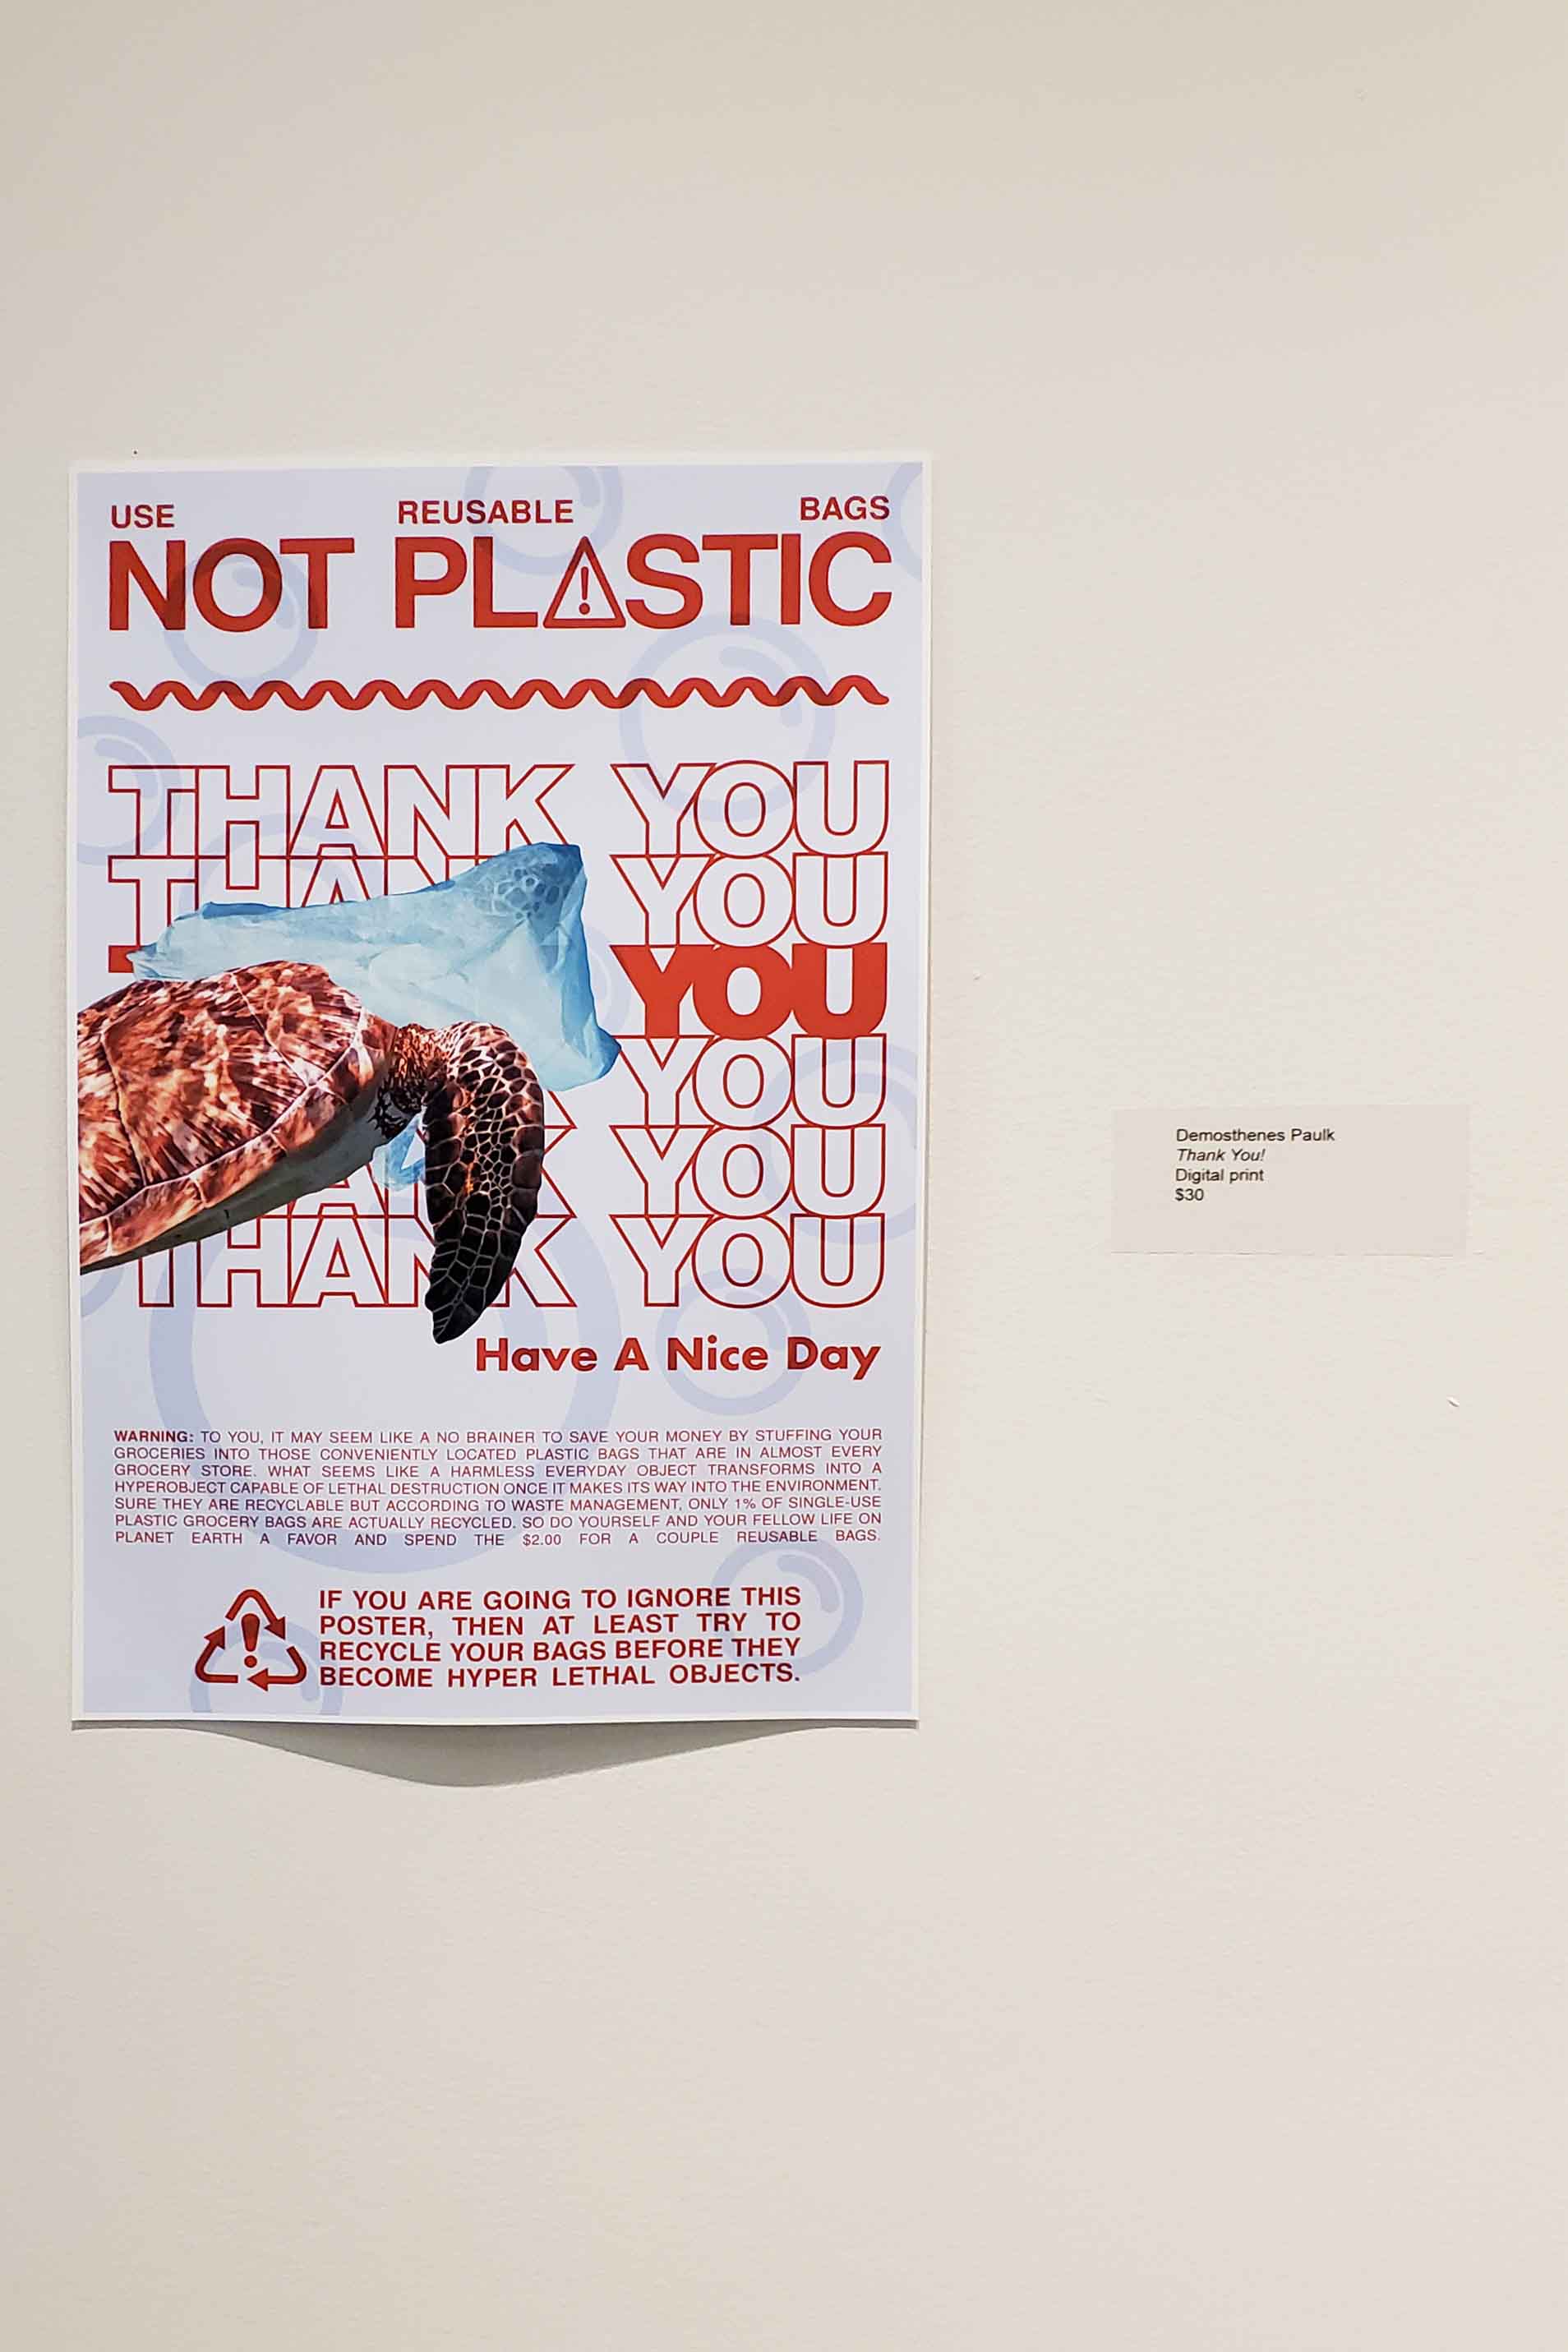 USE REUSABLE BAGS
NOT PLASTIC
THANK YOU
THANK YOU
YOU
YOU
YOU
THANK YOU
Have A Nice Day
WARNING: TO YOU, IT MAY SEEM LIKE A NO BRAINER TO SAVE YOUR MONEY BY STUFFING YOUR
GROCERIES INTO THOSE CONVENIENTLY LOCATED PLASTIC BAGS THAT ARE IN ALMOST EVERY
GROCERY STORE. WHAT SEEMS LIKE A HARMLESS EVERYDAY OBJECT TRANSFORMS INTO A
HYPEROBJECT CAPABLE OF LETHAL DESTRUCTION ONCE IT MAKES ITS WAY INTO THE ENVIRONMENT.
SURE THEY ARE RECYCLABLE BUT ACCORDING TO WASTE MANAGEMENT, ONLY 1% OF SINGLE-USE
PLASTIC GROCERY BAGS ARE ACTUALLY RECYCLED. SO DO YOURSELF AND YOUR FELLOW LIFE ON
PLANET EARTH A FAVOR AND SPEND THE $2.00 FOR A COUPLE REUSABLE BAGS.
IF YOU ARE GOING TO IGNORE THIS
POSTER, THEN AT LEAST TRY TO
RECYCLE YOUR BAGS BEFORE THEY
BECOME HYPER LETHAL OBJECTS.
Demosthenes Paulk
Thank You!
Digital print
$30